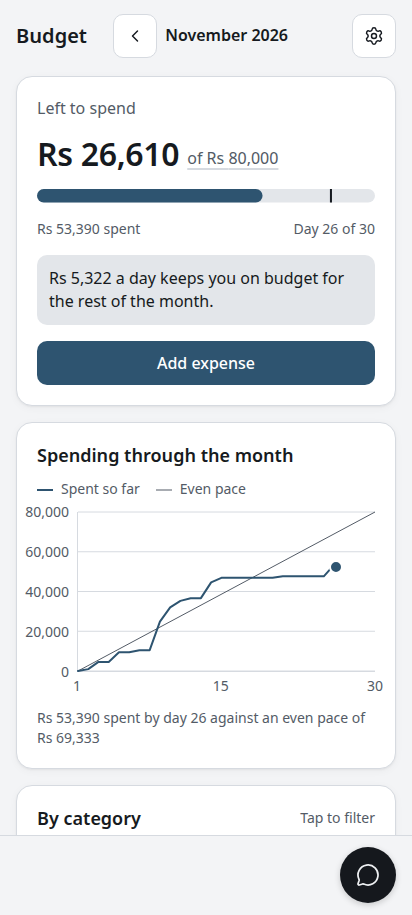 Budget
November 2026
Left to spend
Rs 26,610 of Rs 80,000
Rs 53,390 spent
Day 26 of 30
Rs 5,322 a day keeps you on budget for
the rest of the month.
Add expense
Spending through the month
Spent so far
Even pace
80,000
60,000
40,000
20,000
0
1
15
30
Rs 53,390 spent by day 26 against an even pace of
Rs 69,333
By category
Tap to filter